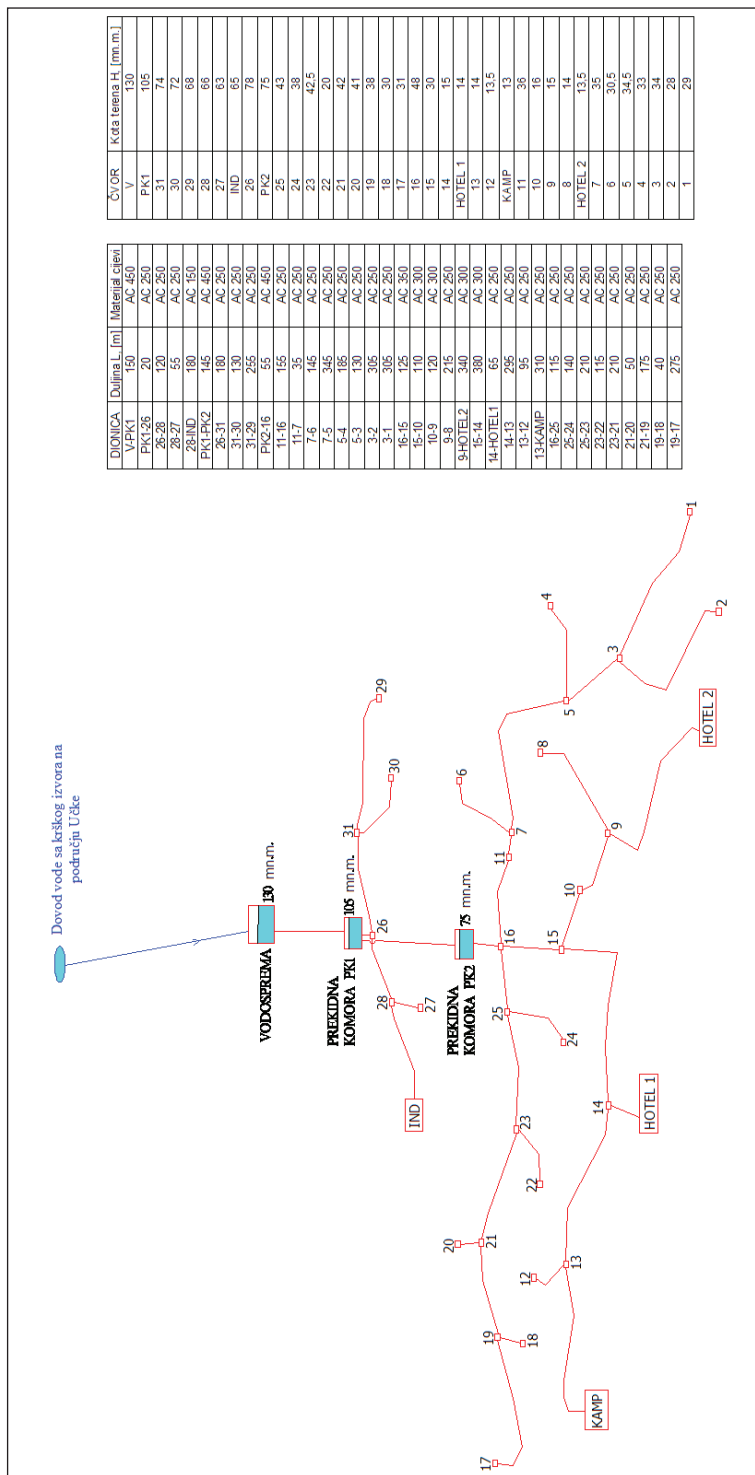 Dovod vode sa krškog izvora na
području Učke
VODOSPREMA
130 mn.m.
PREKIDNA
KOMORA PK1
105 mn.m.
PREKIDNA
KOMORA PK2
75 mn.m.
29
30
31
26
28
27
IND
4
6
1
2
3
5
7
8
11
16
25
24
15
10
9
HOTEL 2
23
22
20
21
14
HOTEL 1
12
13
19
18
KAMP
17
DIONICA Duljina L, [m] Materijal cijevi
V-PK1 150 AC 450
PK1-26 20 AC 250
26-28 120 AC 250
28-27 55 AC 250
28-IND 180 AC 150
PK1-PK2 145 AC 450
26-31 180 AC 250
31-30 130 AC 250
31-29 255 AC 250
PK2-16 55 AC 450
11-16 155 AC 250
11-7 35 AC 250
7-6 145 AC 250
7-5 345 AC 250
5-4 185 AC 250
5-3 130 AC 250
3-2 305 AC 250
3-1 305 AC 250
16-15 125 AC 350
15-10 110 AC 300
10-9 120 AC 300
9-8 215 AC 250
9-HOTEL2 340 AC 300
15-14 380 AC 300
14-HOTEL1 65 AC 250
14-13 295 AC 250
13-12 95 AC 250
13-KAMP 310 AC 250
16-25 115 AC 250
25-24 140 AC 250
25-23 210 AC 250
23-22 115 AC 250
23-21 210 AC 250
21-20 50 AC 250
21-19 175 AC 250
19-18 40 AC 250
19-17 275 AC 250
ČVOR Kota terena H, [mn.m.]
V 130
PK1 105
31 74
30 72
29 68
28 66
27 63
IND 65
26 78
PK2 75
25 43
24 38
23 42,5
22 20
21 42
20 41
19 38
18 30
17 31
16 48
15 30
14 15
HOTEL 1 14
13 14
12 13,5
KAMP 13
11 36
10 16
9 15
8 14
HOTEL 2 13,5
7 35
6 30,5
5 34,5
4 33
3 34
2 28
1 29